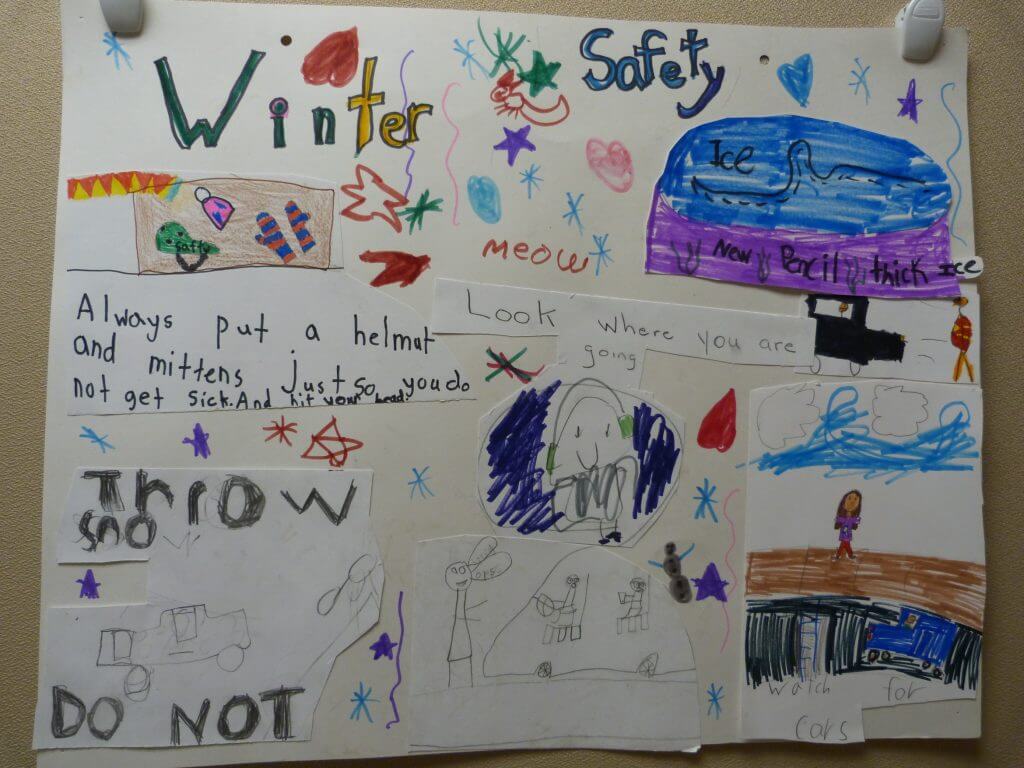 Winter Safety
Ice
New Pencil thick Ice
meow
Always put a helmut
and mittens just so you do
not get sick. And hit your head.
Look where you are
going
Throw
Sno
DO NOT
watch for
cars